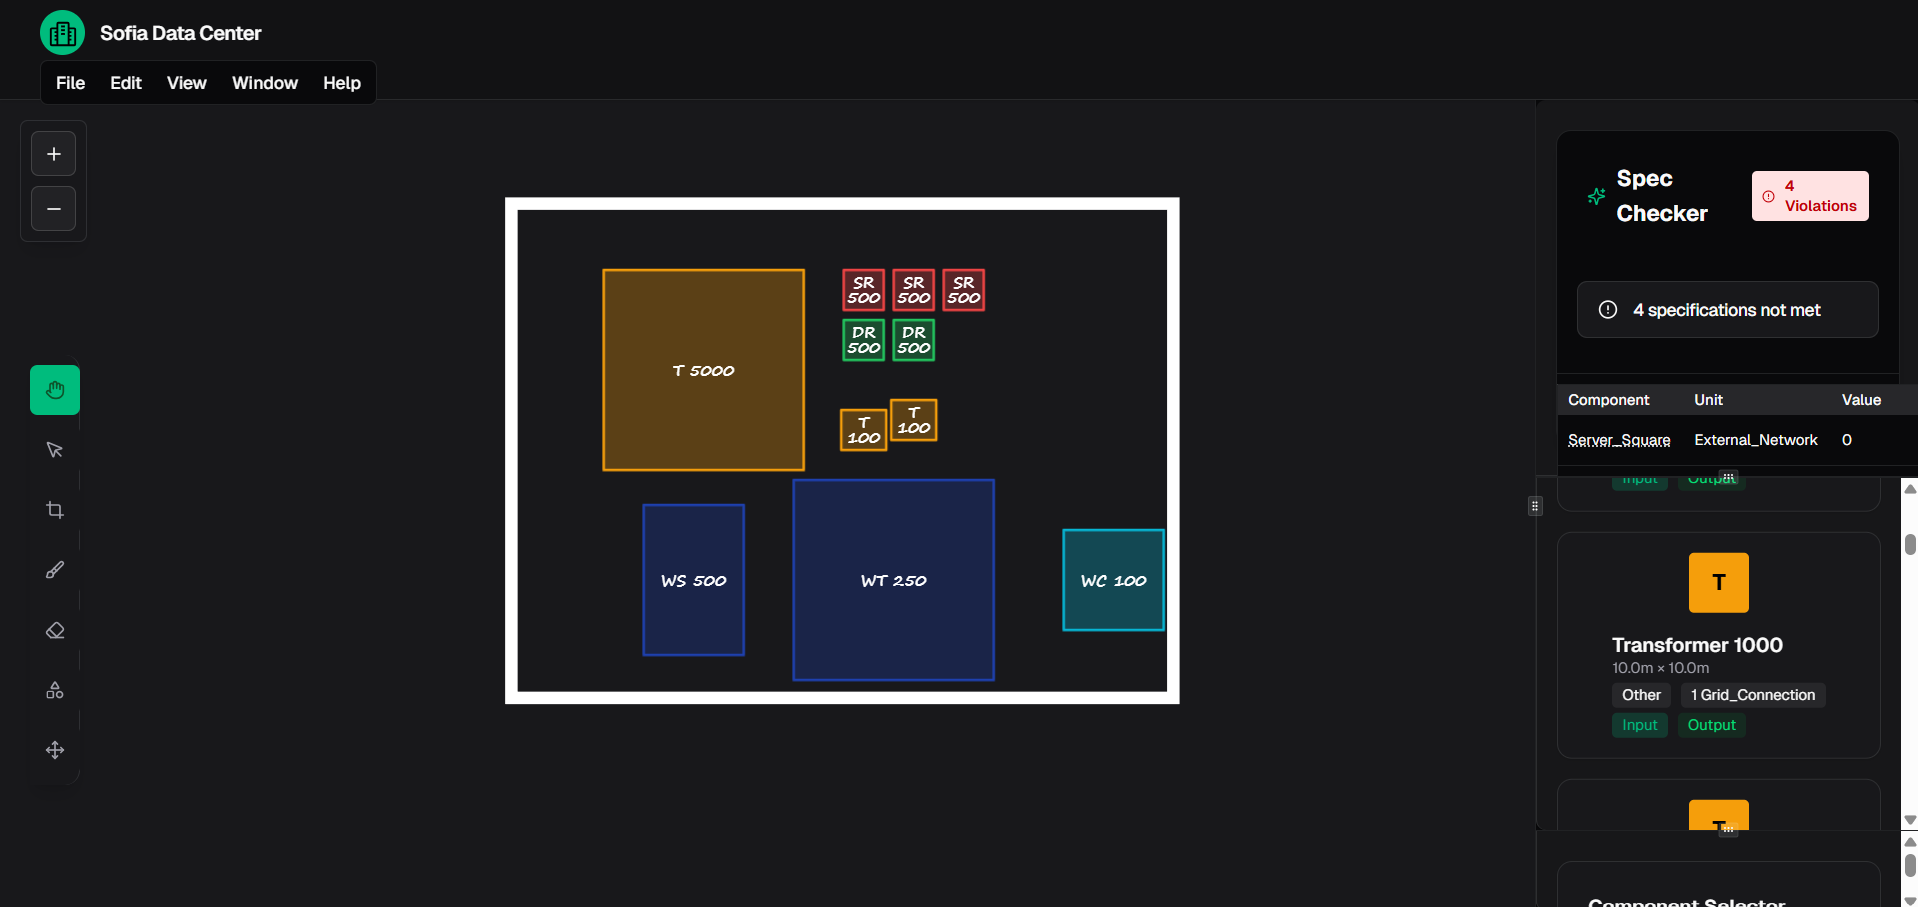 Sofia Data Center
File Edit View Window Help
Spec
Checker
4
Violations
4 specifications not met
Component Unit Value
Server_Square External_Network 0
Input Output
SR
500
SR
500
SR
500
DR
500
DR
500
T 5000
T
100
T
100
WS 500
WT 250
WC 100
T
Transformer 1000
10.0m × 10.0m
Other 1 Grid_Connection
Input Output
T
Component Selector